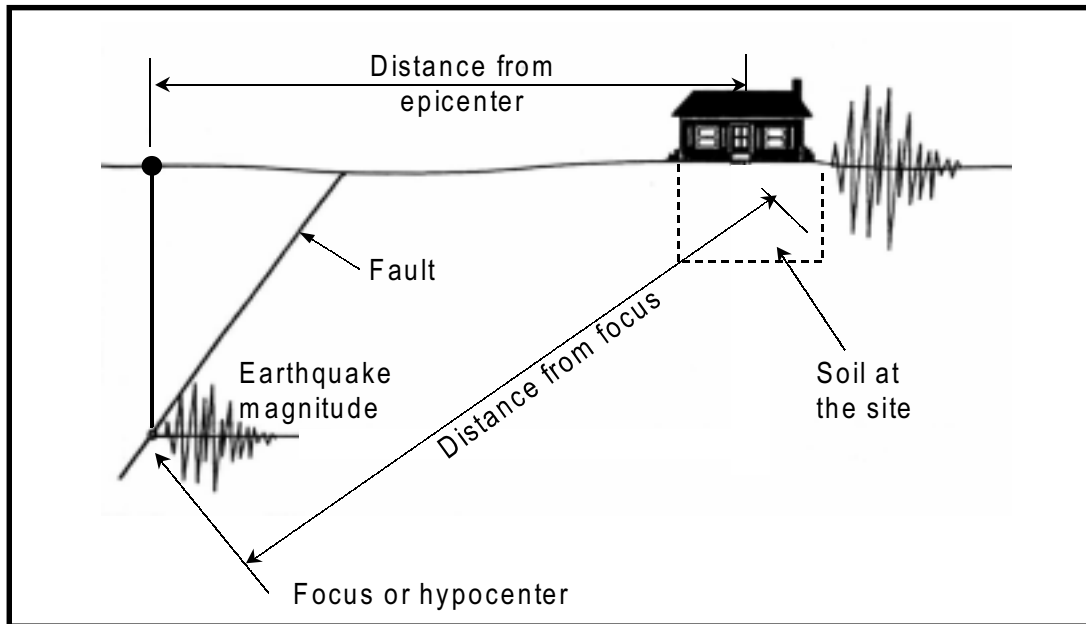 Distance from
epicenter
Fault
Earthquake
magnitude
Distance from focus
Soil at
the site
Focus or hypocenter